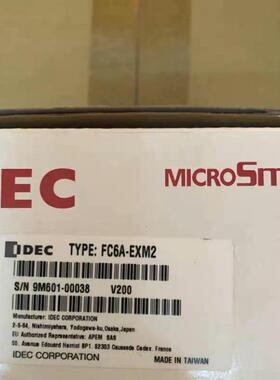 EC
MICROSM
IDEC TYPE: FC6A-EXM2
S/N 9M601-00038 V200
Manufacturer: IDEC CORPORATION
2-6-64, Nishimiyahara, Yodogawa-ku, Osaka, Japan
EU Authorized Representative: APEM SAS
55, Avenue Edouard Herriot BP1, 82303 Caussade Cedex, France
IDEC CORPORATION MADE IN TAIWAN